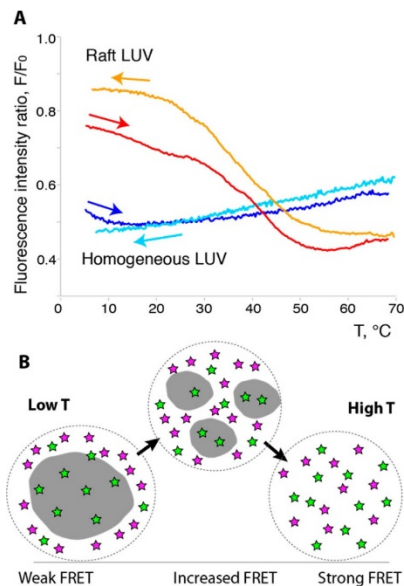 A
Fluorescence intensity ratio, F/F₀
1.0
0.8
0.6
0.4
Raft LUV
Homogeneous LUV
0 10 20 30 40 50 60 70
T, °C
B
Low T
High T
Weak FRET Increased FRET Strong FRET